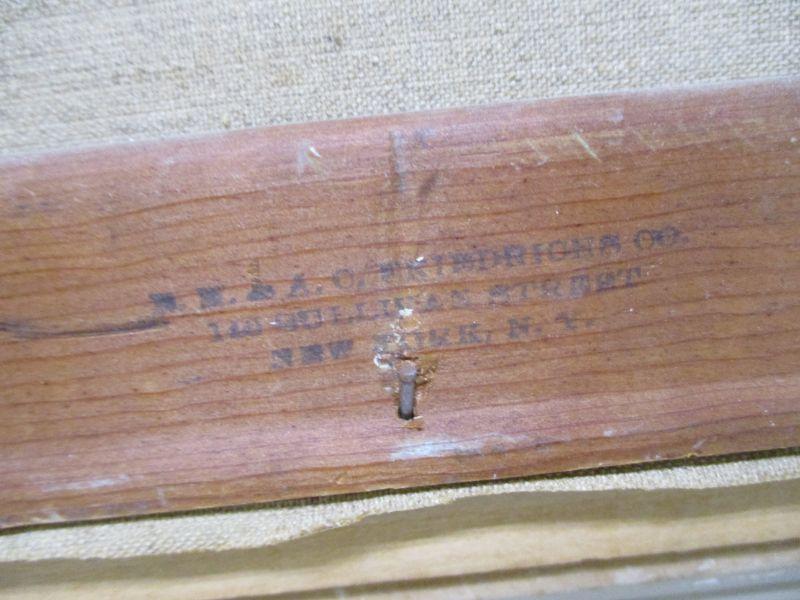 E. H. & A. C. FRIEDRICHS CO.
140 SULLIVAN STREET
NEW YORK, N. Y.